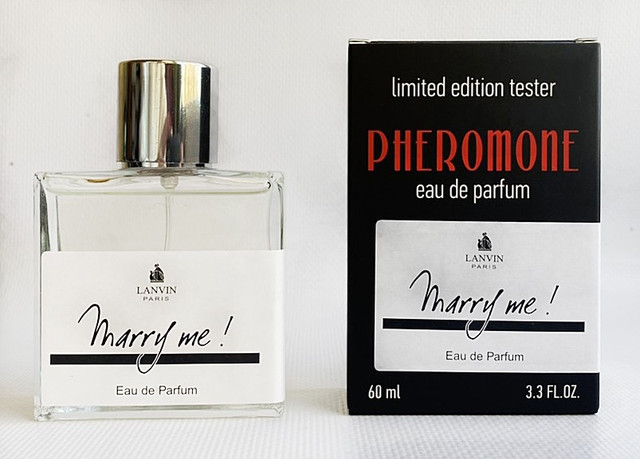 LANVIN
PARIS
Marry me !
Eau de Parfum
limited edition tester
PHEROMONE
eau de parfum
LANVIN
PARIS
Marry me !
Eau de Parfum
60 ml 3.3 FL.OZ.